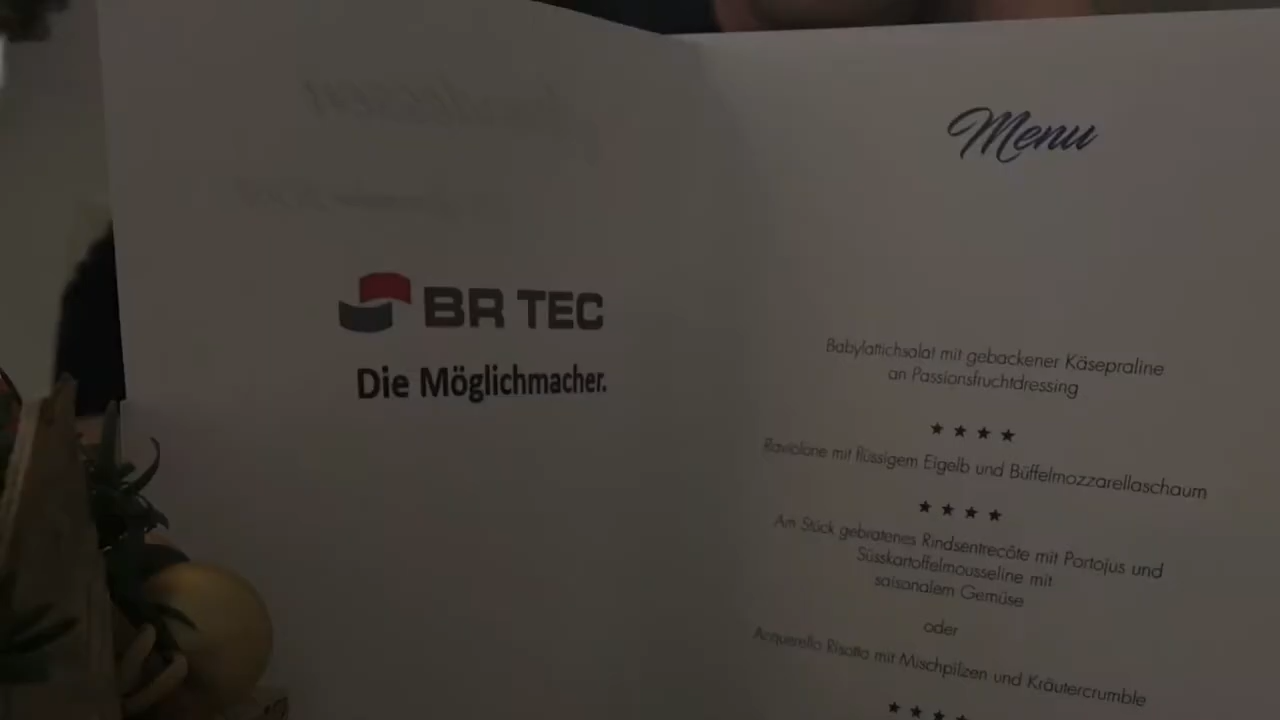 BR TEC
Die Möglichmacher.
Menu
Babylattichsalat mit gebackener Käsepraline
an Passionsfruchtdressing
★ ★ ★ ★
Raviolone mit flüssigem Eigelb und Büffelmozzarellaschaum
★ ★ ★ ★
Am Stück gebratenes Rindsentrecôte mit Portojus und
Süsskartoffelmousseline mit
saisonalem Gemüse
oder
Acquerello Risotto mit Mischpilzen und Kräutercrumble
★ ★ ★ ★